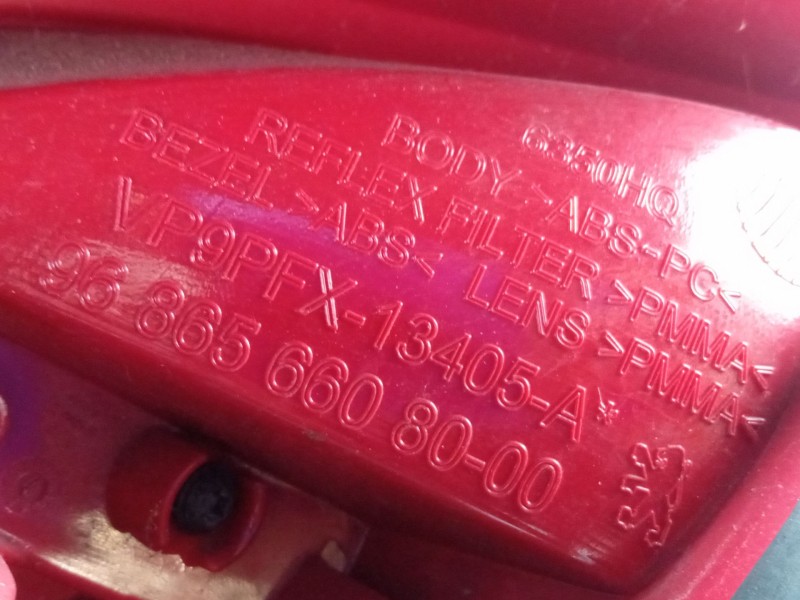 6350HQ
BODY >ABS-PC<
REFLEX FILTER >PMMA<
BEZEL >ABS< LENS >PMMA<
VP9PFX-13405-A*
96 865 660 80-00